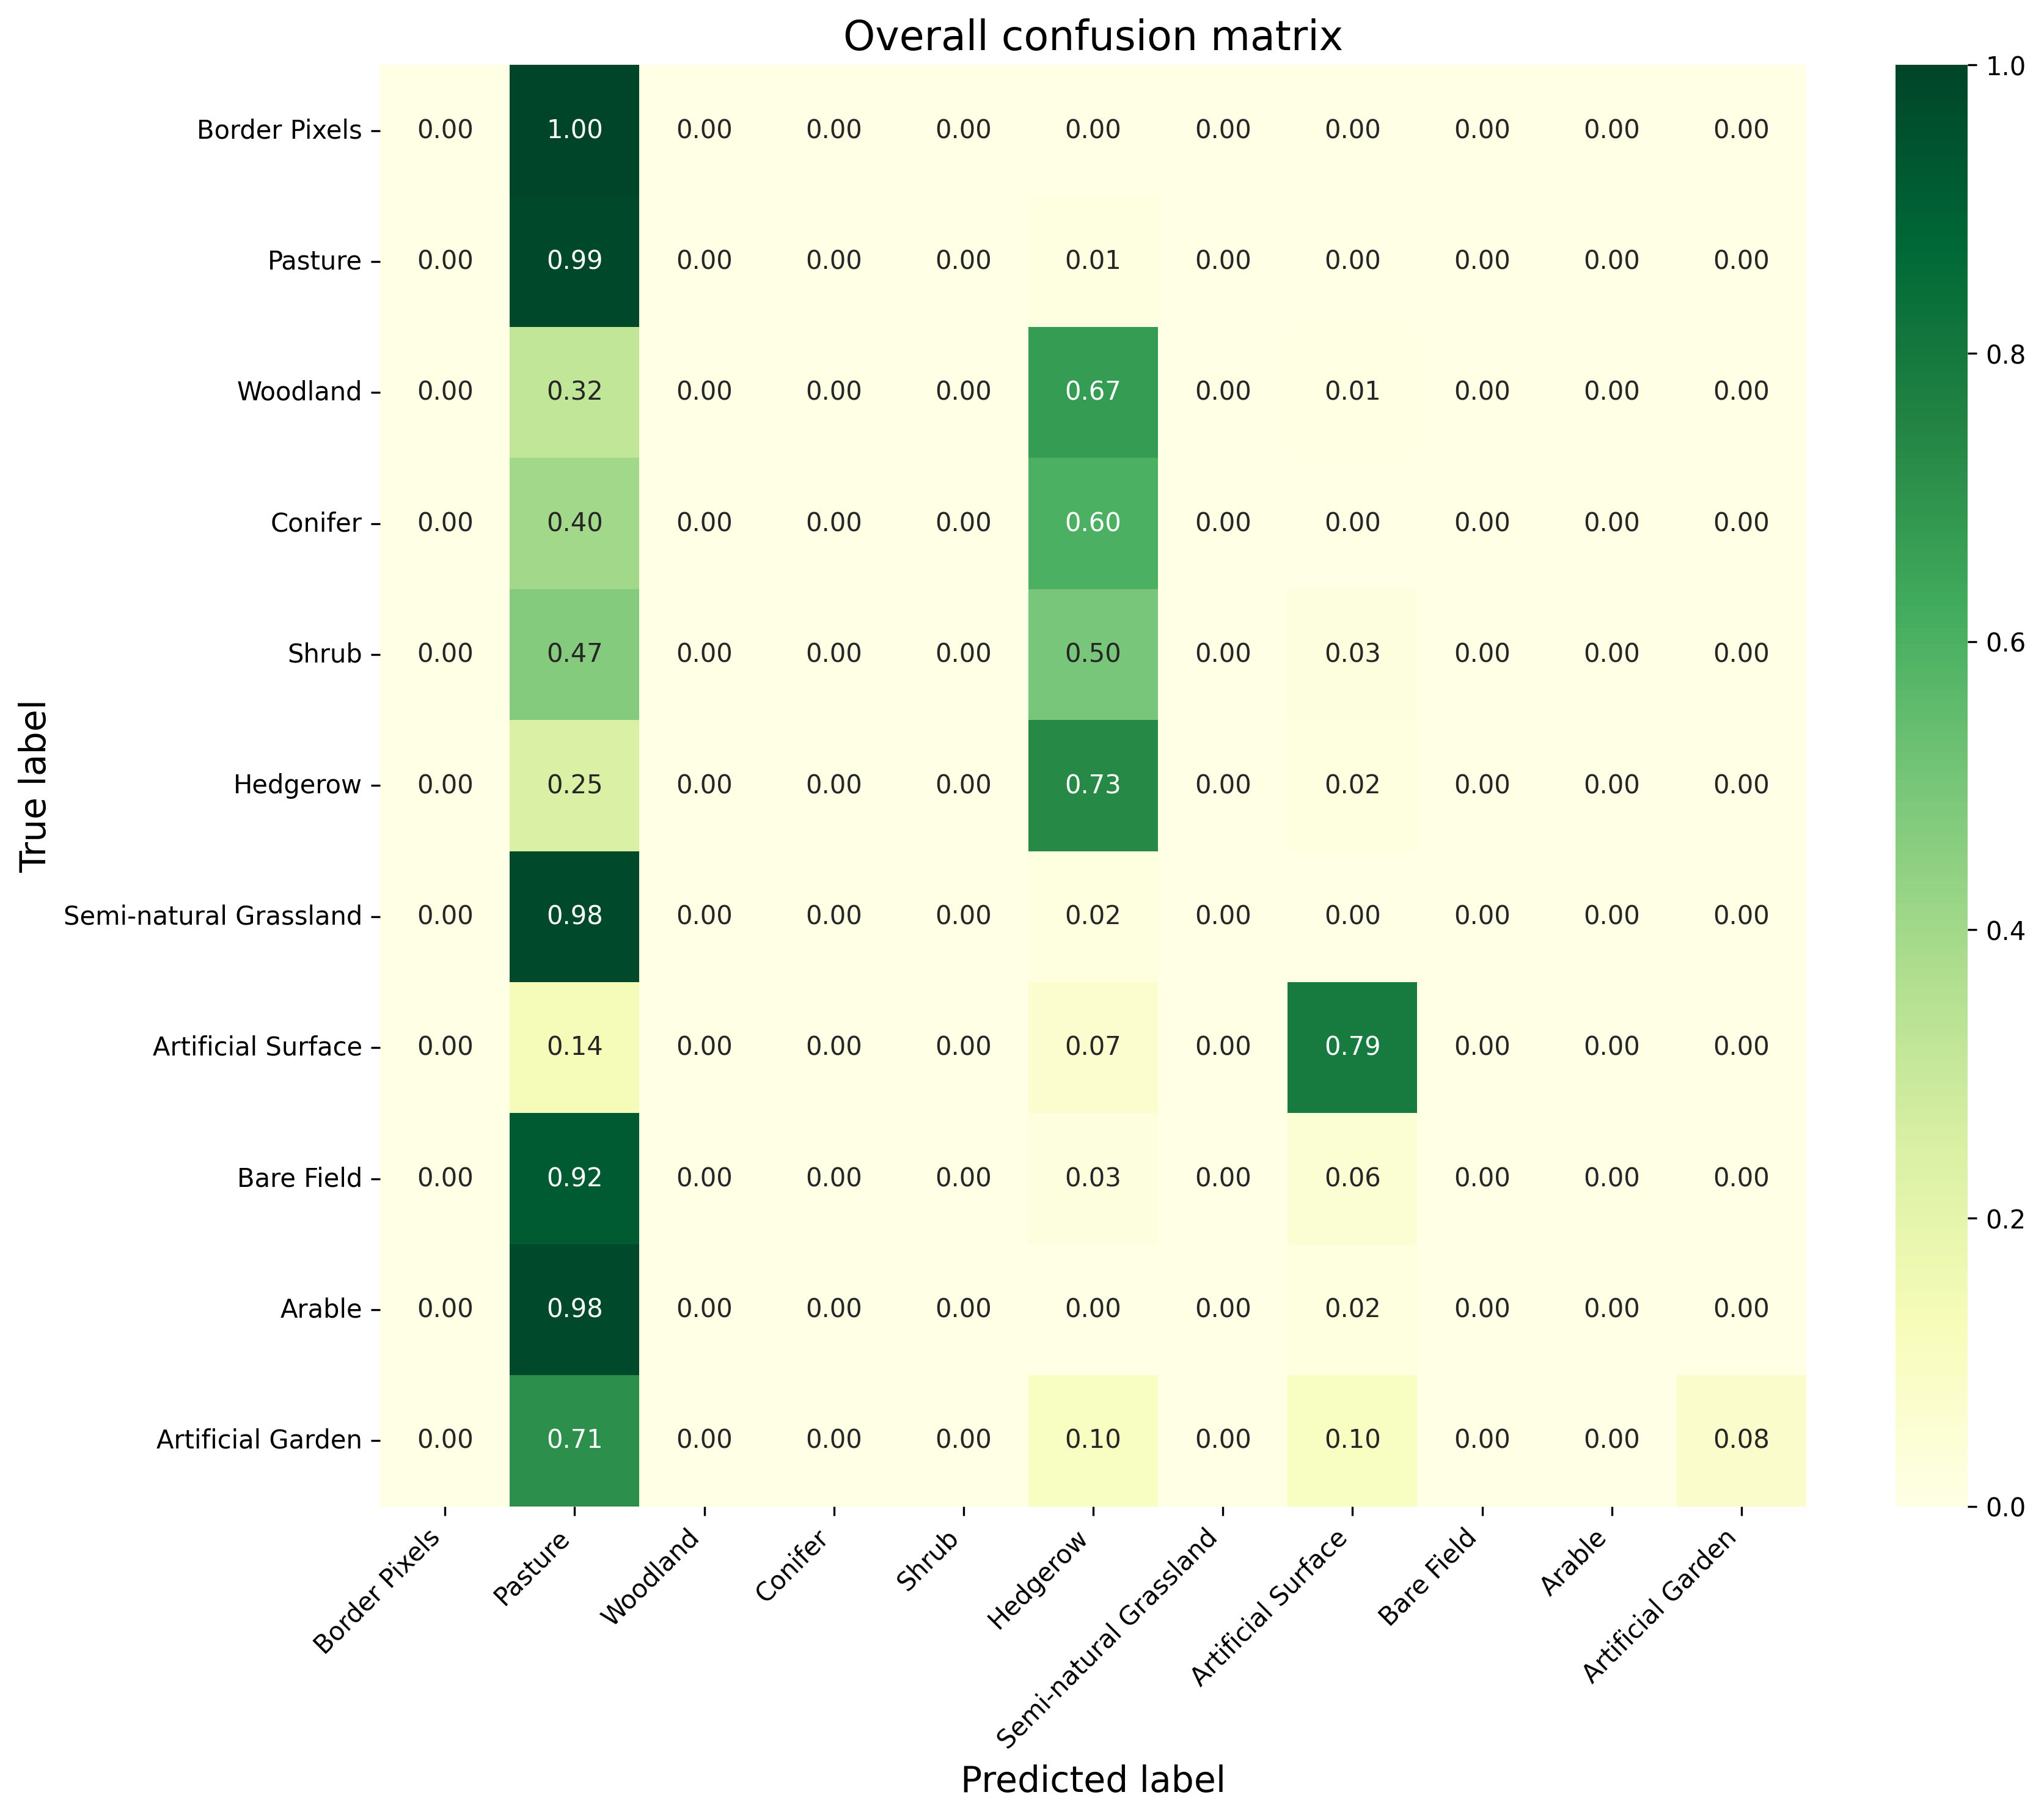 Overall confusion matrix
True label
Border Pixels 0.00 1.00 0.00 0.00 0.00 0.00 0.00 0.00 0.00 0.00 0.00
Pasture 0.00 0.99 0.00 0.00 0.00 0.01 0.00 0.00 0.00 0.00 0.00
Woodland 0.00 0.32 0.00 0.00 0.00 0.67 0.00 0.01 0.00 0.00 0.00
Conifer 0.00 0.40 0.00 0.00 0.00 0.60 0.00 0.00 0.00 0.00 0.00
Shrub 0.00 0.47 0.00 0.00 0.00 0.50 0.00 0.03 0.00 0.00 0.00
Hedgerow 0.00 0.25 0.00 0.00 0.00 0.73 0.00 0.02 0.00 0.00 0.00
Semi-natural Grassland 0.00 0.98 0.00 0.00 0.00 0.02 0.00 0.00 0.00 0.00 0.00
Artificial Surface 0.00 0.14 0.00 0.00 0.00 0.07 0.00 0.79 0.00 0.00 0.00
Bare Field 0.00 0.92 0.00 0.00 0.00 0.03 0.00 0.06 0.00 0.00 0.00
Arable 0.00 0.98 0.00 0.00 0.00 0.00 0.00 0.02 0.00 0.00 0.00
Artificial Garden 0.00 0.71 0.00 0.00 0.00 0.10 0.00 0.10 0.00 0.00 0.08
Border Pixels
Pasture
Woodland
Conifer
Shrub
Hedgerow
Semi-natural Grassland
Artificial Surface
Bare Field
Arable
Artificial Garden
Predicted label
1.0
0.8
0.6
0.4
0.2
0.0